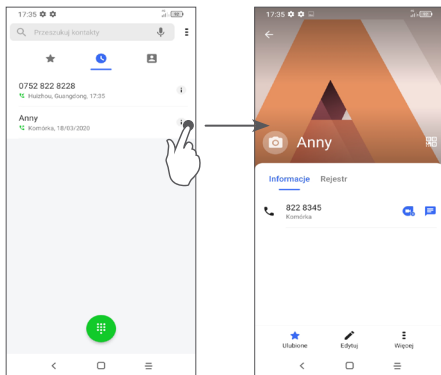 17:35
Przeszukuj kontakty
0752 822 8228
Huizhou, Guangdong, 17:35
Anny
Komórka, 18/03/2020
17:35
Anny
Informacje Rejestr
822 8345
Komórka
Ulubione Edytuj Więcej